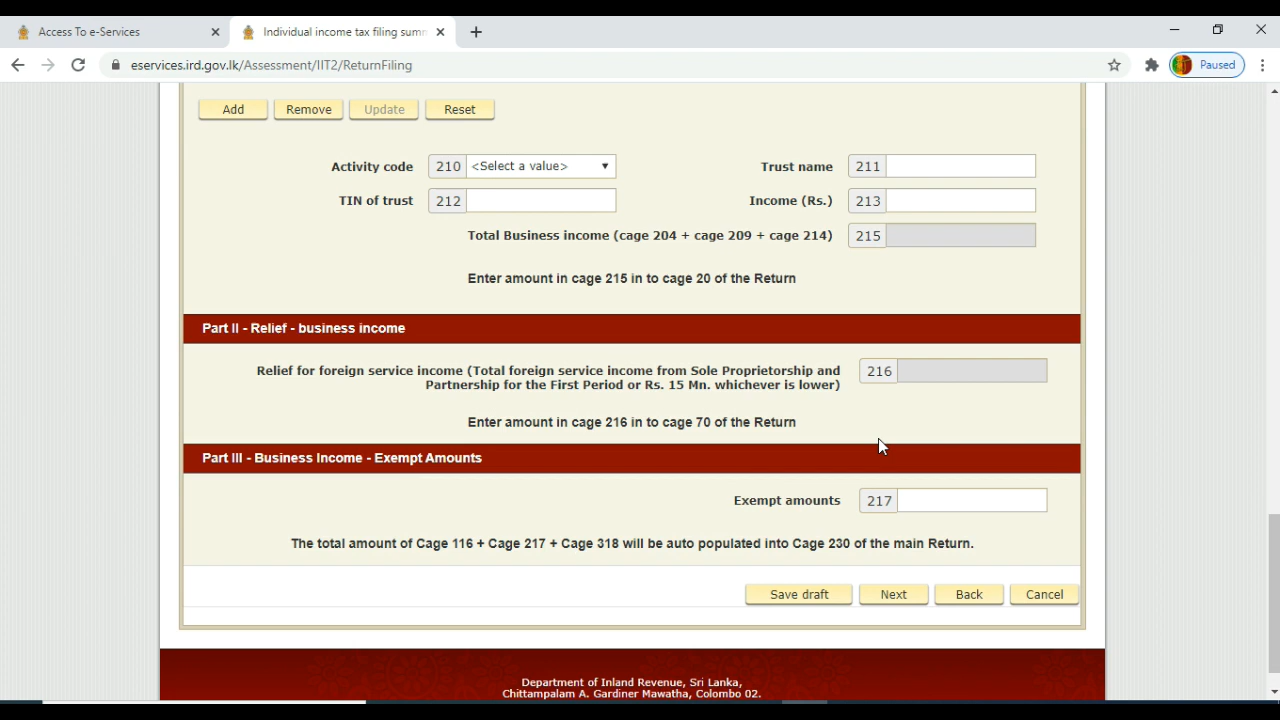 Access To e-Services
Individual income tax filing summ
eservices.ird.gov.lk/Assessment/IIT2/ReturnFiling
Paused
Add Remove Update Reset
Activity code 210 <Select a value> Trust name 211
TIN of trust 212 Income (Rs.) 213
Total Business income (cage 204 + cage 209 + cage 214) 215
Enter amount in cage 215 in to cage 20 of the Return
Part II - Relief - business income
Relief for foreign service income (Total foreign service income from Sole Proprietorship and 216
Partnership for the First Period or Rs. 15 Mn. whichever is lower)
Enter amount in cage 216 in to cage 70 of the Return
Part III - Business Income - Exempt Amounts
Exempt amounts 217
The total amount of Cage 116 + Cage 217 + Cage 318 will be auto populated into Cage 230 of the main Return.
Save draft Next Back Cancel
Department of Inland Revenue, Sri Lanka,
Chittampalam A. Gardiner Mawatha, Colombo 02.